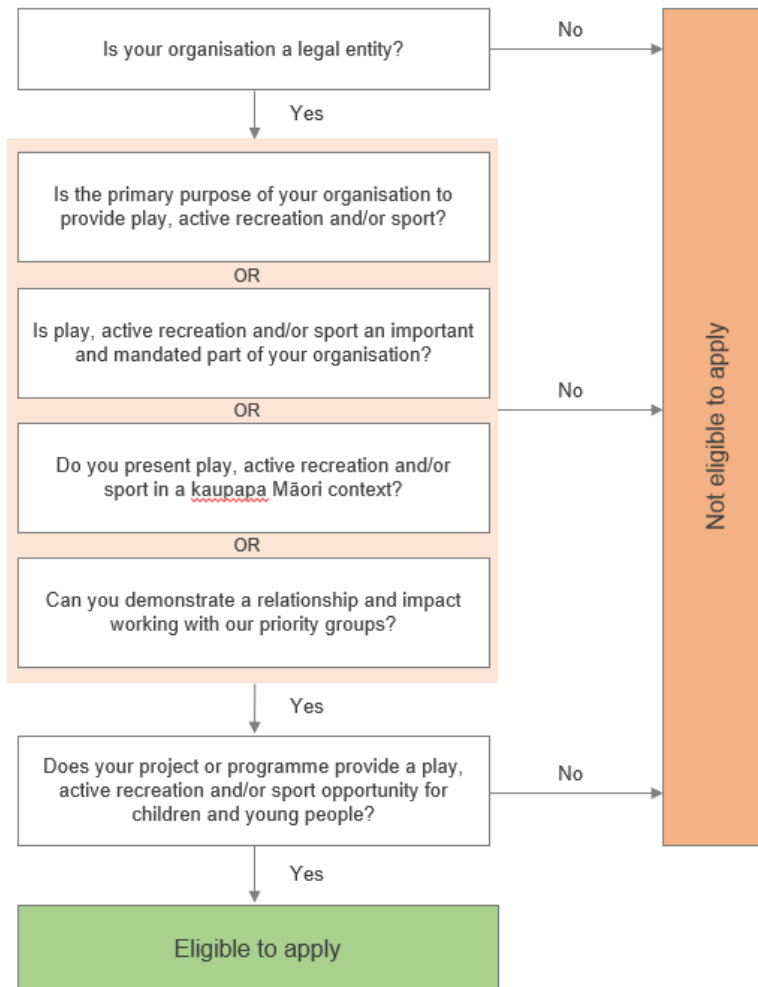 Is your organisation a legal entity?
No
Yes
Is the primary purpose of your organisation to
provide play, active recreation and/or sport?
OR
Is play, active recreation and/or sport an important
and mandated part of your organisation?
OR
No
Do you present play, active recreation and/or
sport in a kaupapa Māori context?
OR
Can you demonstrate a relationship and impact
working with our priority groups?
Yes
Does your project or programme provide a play,
active recreation and/or sport opportunity for
children and young people?
No
Yes
Eligible to apply
Not eligible to apply